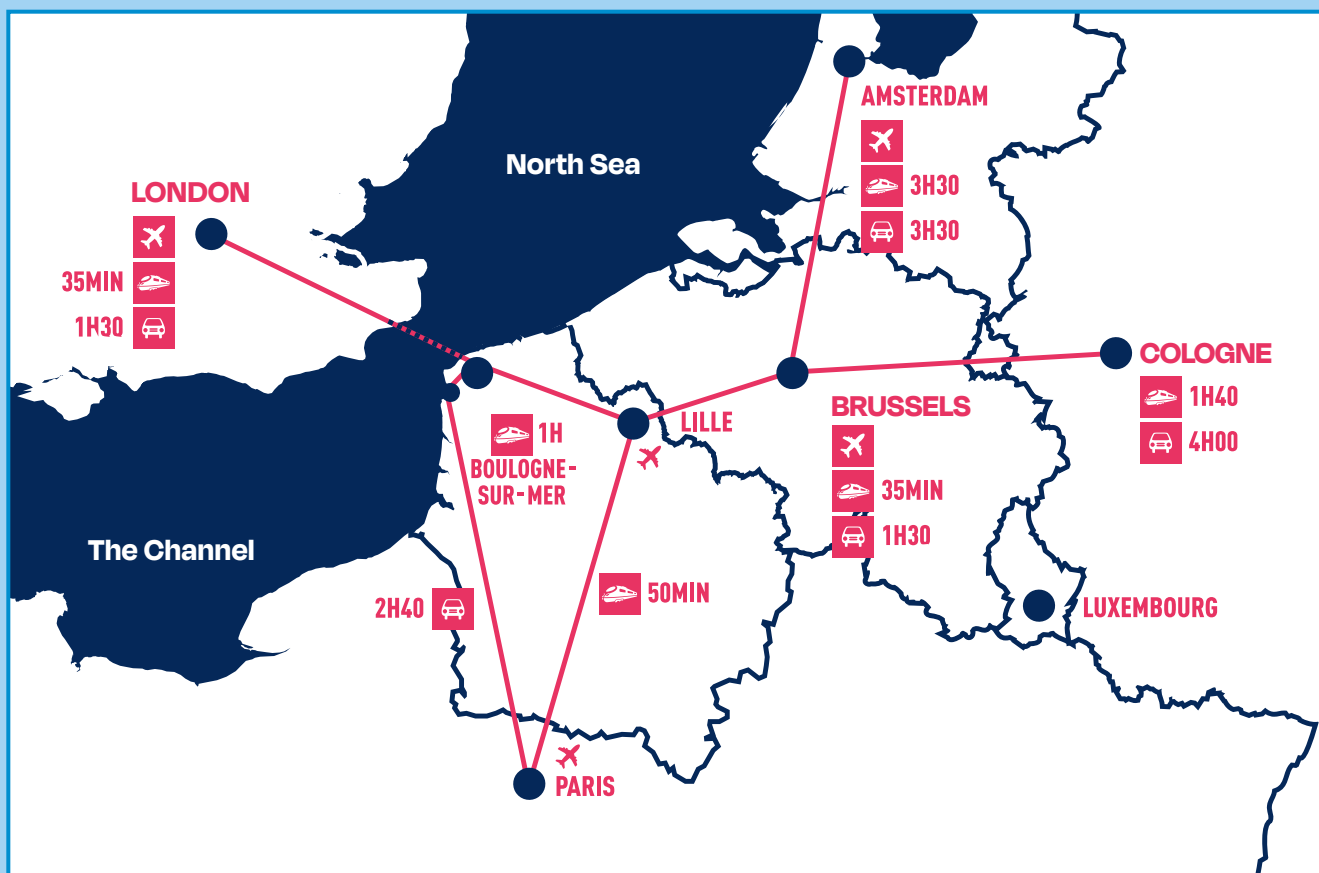 AMSTERDAM
3H30
3H30
North Sea
LONDON
35MIN
1H30
COLOGNE
1H40
4H00
BRUSSELS
35MIN
1H30
LILLE
1H
BOULOGNE-
SUR-MER
The Channel
2H40
50MIN
LUXEMBOURG
PARIS